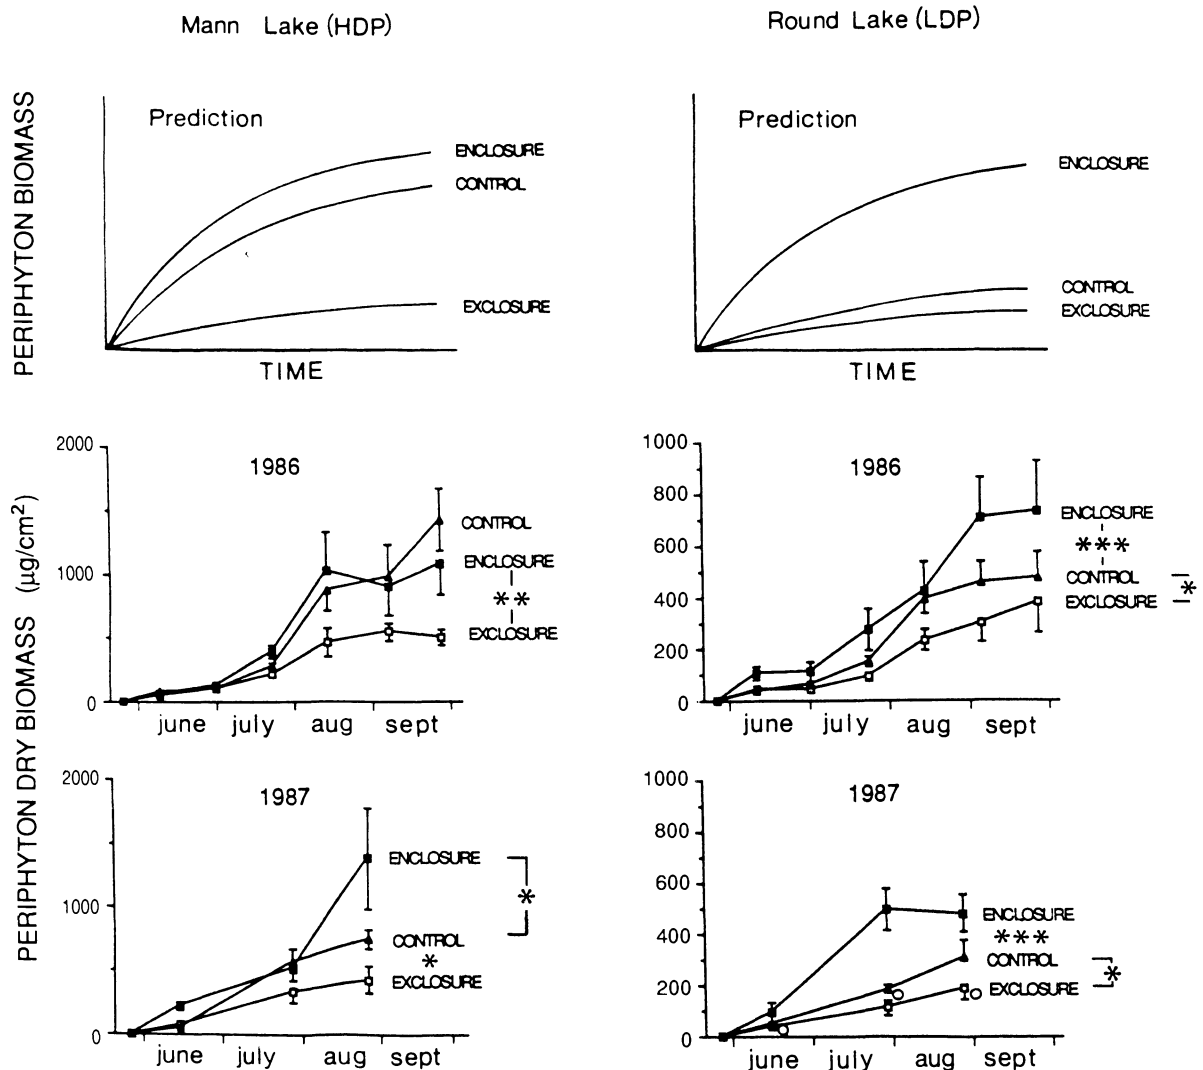 Mann Lake (HDP)
Round Lake (LDP)
PERIPHYTON BIOMASS
Prediction
ENCLOSURE
CONTROL
EXCLOSURE
TIME
Prediction
ENCLOSURE
CONTROL
EXCLOSURE
TIME
PERIPHYTON DRY BIOMASS (µg/cm2)
2000
1000
0
1986
CONTROL
ENCLOSURE
**
EXCLOSURE
june july aug sept
1000
800
600
400
200
0
1986
ENCLOSURE
***
CONTROL
EXCLOSURE
*
june july aug sept
2000
1000
0
1987
ENCLOSURE
*
CONTROL
*
EXCLOSURE
june july aug sept
1000
800
600
400
200
0
1987
ENCLOSURE
***
CONTROL
EXCLOSURE
*
june july aug sept